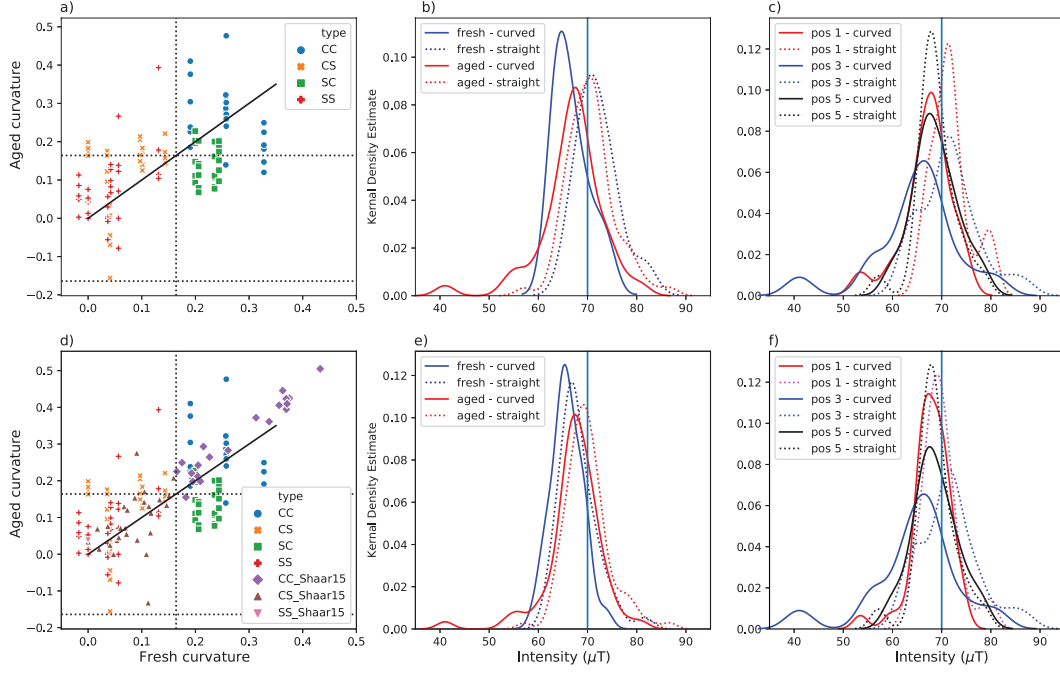 a)
Aged curvature
0.5
0.4
0.3
0.2
0.1
0.0
−0.1
−0.2
0.0 0.1 0.2 0.3 0.4 0.5
type
CC
CS
SC
SS
b)
Kernal Density Estimate
0.10
0.08
0.06
0.04
0.02
0.00
40 50 60 70 80 90
fresh - curved
fresh - straight
aged - curved
aged - straight
c)
0.12
0.10
0.08
0.06
0.04
0.02
0.00
40 50 60 70 80 90
pos 1 - curved
pos 1 - straight
pos 3 - curved
pos 3 - straight
pos 5 - curved
pos 5 - straight
d)
Aged curvature
0.5
0.4
0.3
0.2
0.1
0.0
−0.1
−0.2
0.0 0.1 0.2 0.3 0.4 0.5
Fresh curvature
type
CC
CS
SC
SS
CC_Shaar15
CS_Shaar15
SS_Shaar15
e)
Kernal Density Estimate
0.12
0.10
0.08
0.06
0.04
0.02
0.00
40 50 60 70 80 90
Intensity (μT)
fresh - curved
fresh - straight
aged - curved
aged - straight
f)
0.12
0.10
0.08
0.06
0.04
0.02
0.00
40 50 60 70 80 90
Intensity (μT)
pos 1 - curved
pos 1 - straight
pos 3 - curved
pos 3 - straight
pos 5 - curved
pos 5 - straight